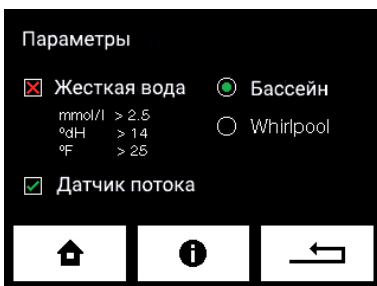 Параметры
Жесткая вода
mmol/l > 2.5
°dH > 14
°F > 25
Датчик потока
Бассейн
Whirlpool